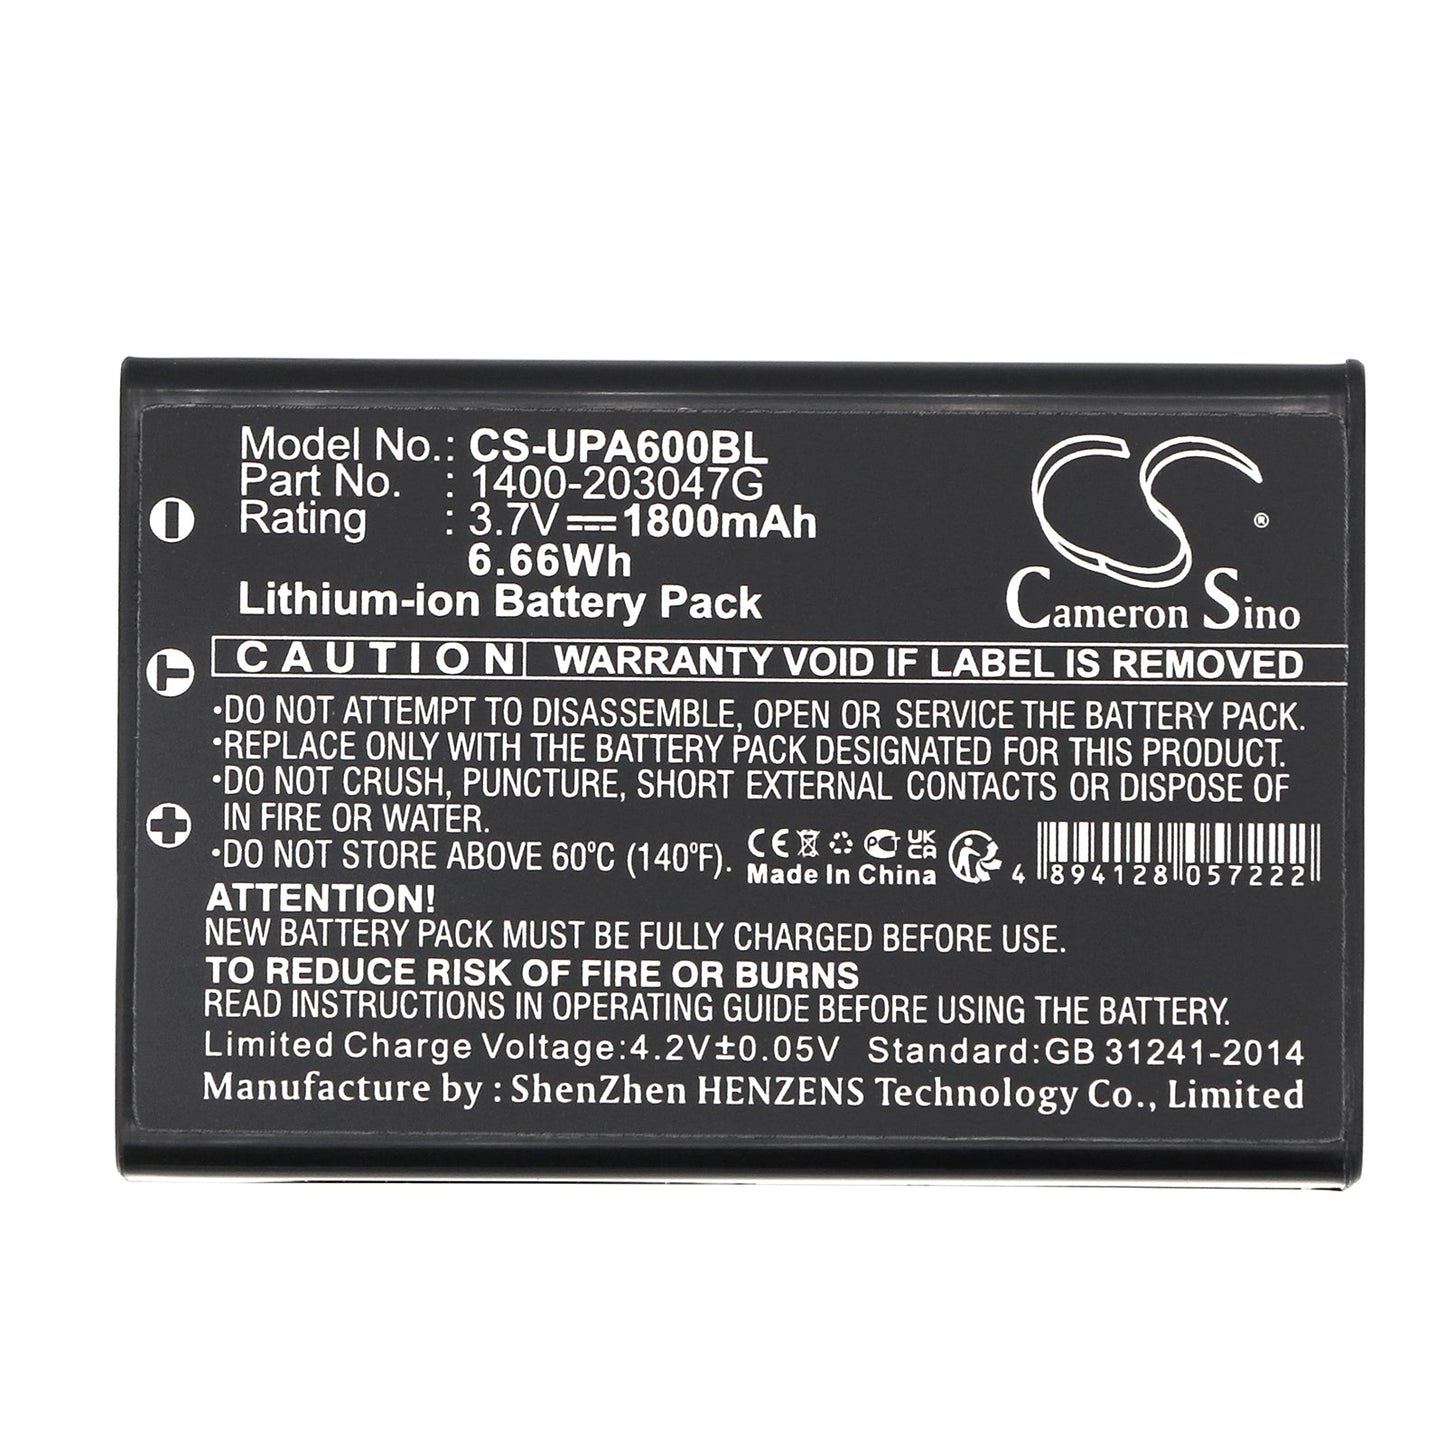 Model No.: CS-UPA600BL
Part No. : 1400-203047G
Rating : 3.7V 1800mAh
6.66Wh
Lithium-ion Battery Pack
CS ®
Cameron Sino
CAUTION WARRANTY VOID IF LABEL IS REMOVED
•DO NOT ATTEMPT TO DISASSEMBLE, OPEN OR SERVICE THE BATTERY PACK.
•REPLACE ONLY WITH THE BATTERY PACK DESIGNATED FOR THIS PRODUCT.
•DO NOT CRUSH, PUNCTURE, SHORT EXTERNAL CONTACTS OR DISPOSE OF
IN FIRE OR WATER.
•DO NOT STORE ABOVE 60°C (140°F).
CE UK CA
Made In China
4 894128 057222
ATTENTION!
NEW BATTERY PACK MUST BE FULLY CHARGED BEFORE USE.
TO REDUCE RISK OF FIRE OR BURNS
READ INSTRUCTIONS IN OPERATING GUIDE BEFORE USING THE BATTERY.
Limited Charge Voltage:4.2V±0.05V Standard:GB 31241-2014
Manufacture by : ShenZhen HENZENS Technology Co., Limited
- T +